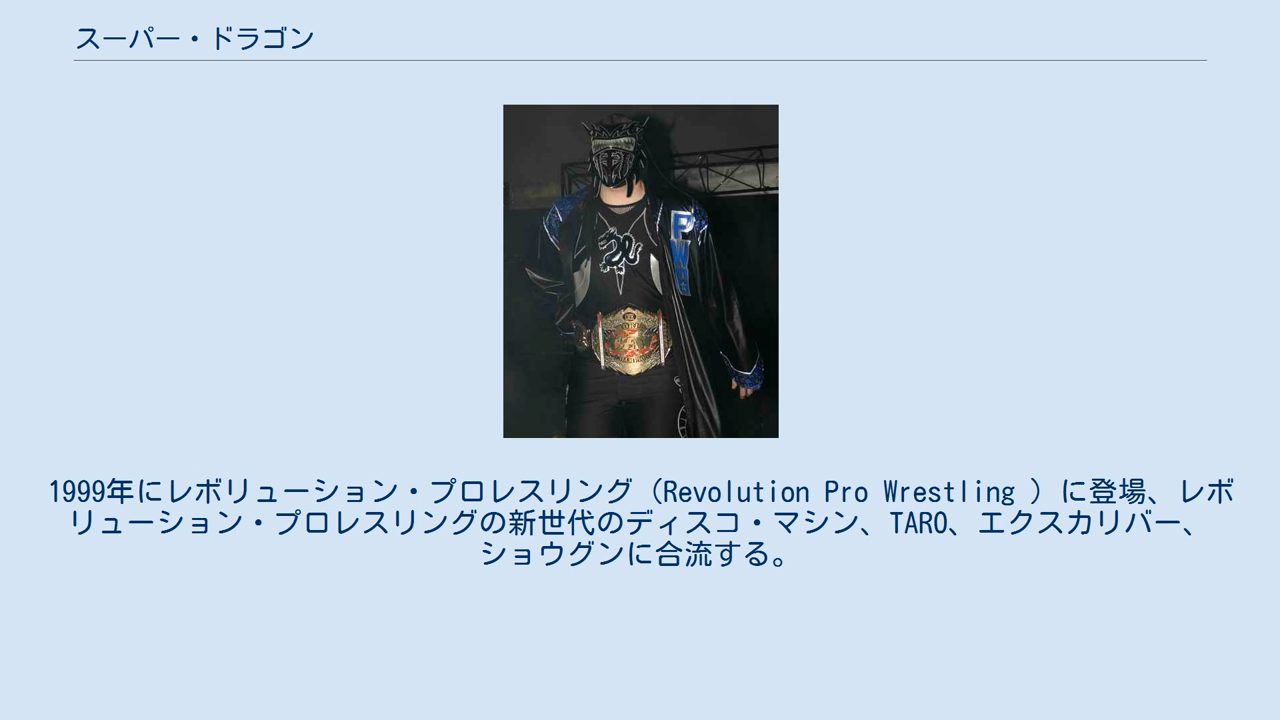 スーパー・ドラゴン
PW
1999年にレボリューション・プロレスリング（Revolution Pro Wrestling ）に登場、レボ
リューション・プロレスリングの新世代のディスコ・マシン、TARO、エクスカリバー、
ショウグンに合流する。